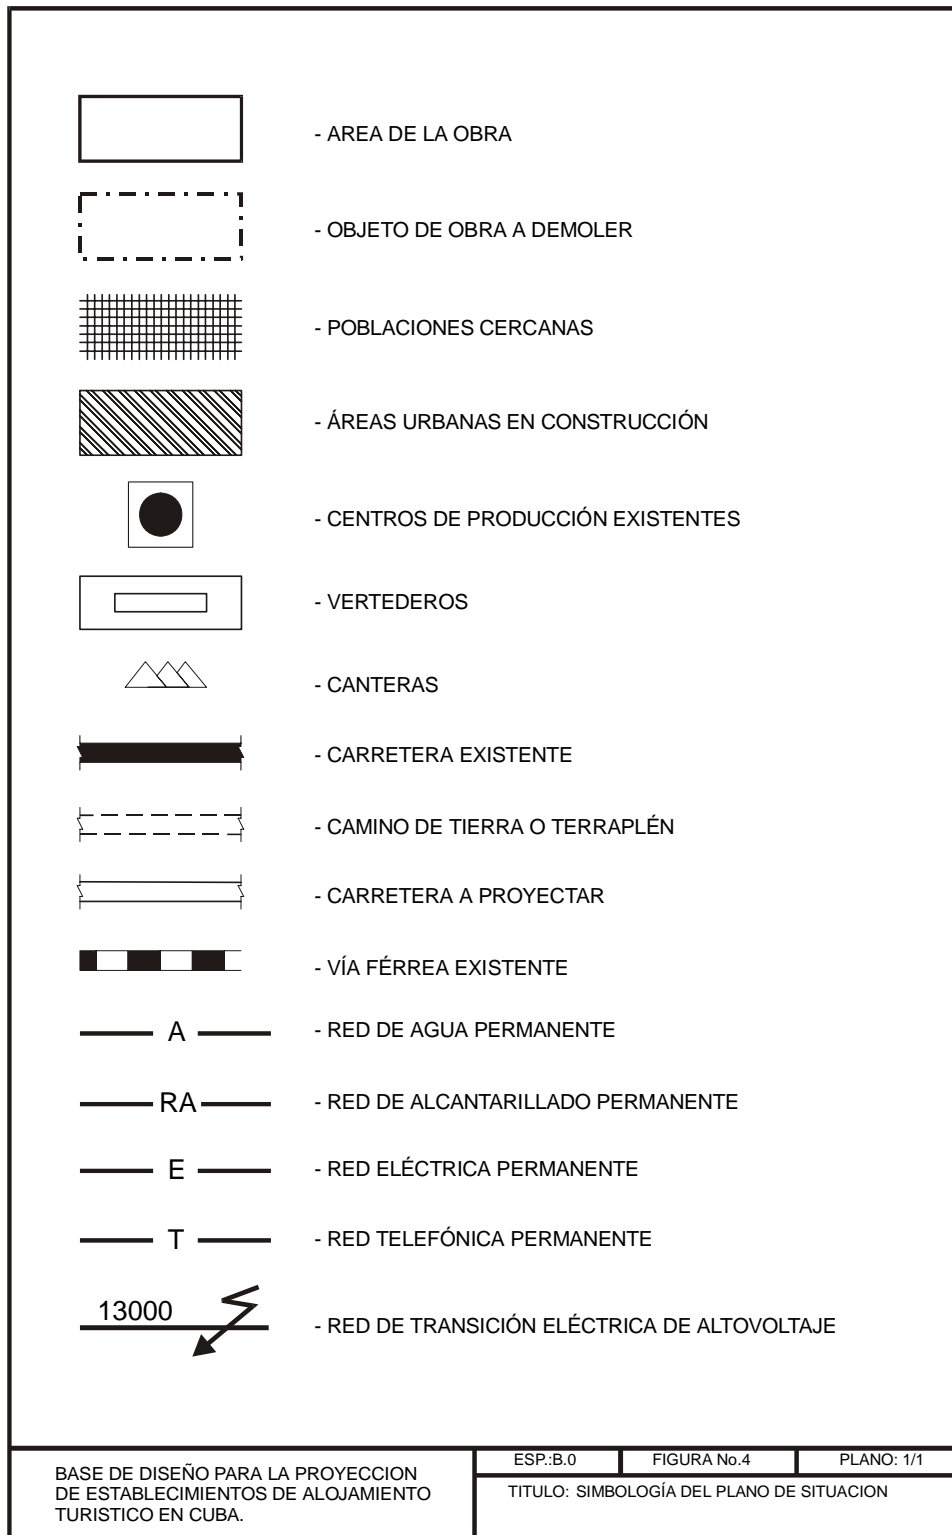 - AREA DE LA OBRA
- OBJETO DE OBRA A DEMOLER
- POBLACIONES CERCANAS
- ÁREAS URBANAS EN CONSTRUCCIÓN
- CENTROS DE PRODUCCIÓN EXISTENTES
- VERTEDEROS
- CANTERAS
- CARRETERA EXISTENTE
- CAMINO DE TIERRA O TERRAPLÉN
- CARRETERA A PROYECTAR
- VÍA FÉRREA EXISTENTE
A - RED DE AGUA PERMANENTE
RA - RED DE ALCANTARILLADO PERMANENTE
E - RED ELÉCTRICA PERMANENTE
T - RED TELEFÓNICA PERMANENTE
13000 - RED DE TRANSICIÓN ELÉCTRICA DE ALTOVOLTAJE
BASE DE DISEÑO PARA LA PROYECCION
DE ESTABLECIMIENTOS DE ALOJAMIENTO
TURISTICO EN CUBA.
ESP.:B.0 FIGURA No.4 PLANO: 1/1
TITULO: SIMBOLOGÍA DEL PLANO DE SITUACION